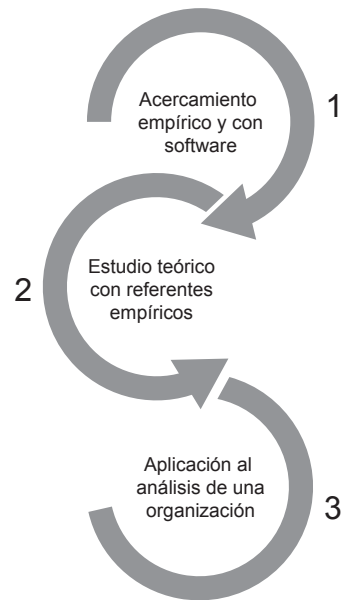 Acercamiento
empírico y con
software
1
Estudio teórico
con referentes
empíricos
2
Aplicación al
análisis de una
organización
3